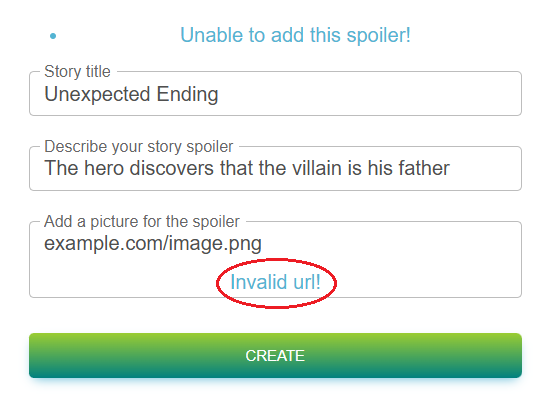 Unable to add this spoiler!
Story title
Unexpected Ending
Describe your story spoiler
The hero discovers that the villain is his father
Add a picture for the spoiler
example.com/image.png
Invalid url!
CREATE